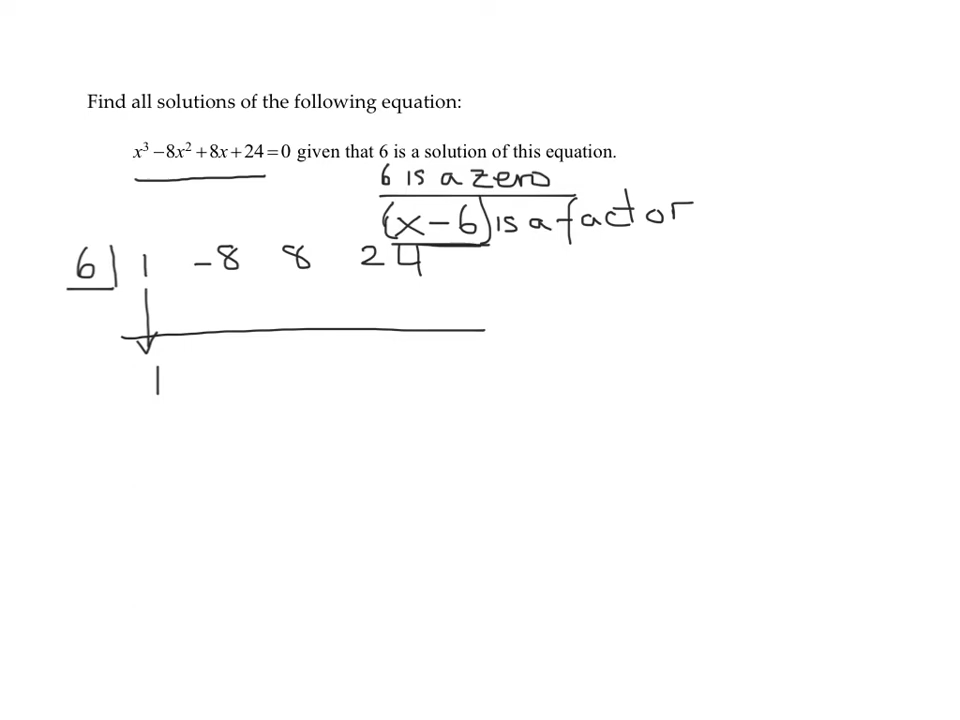 Find all solutions of the following equation:
x³ −8x² +8x+24=0 given that 6 is a solution of this equation.
6 is a zero
(x − 6) is a factor
6| 1 −8 8 24
1